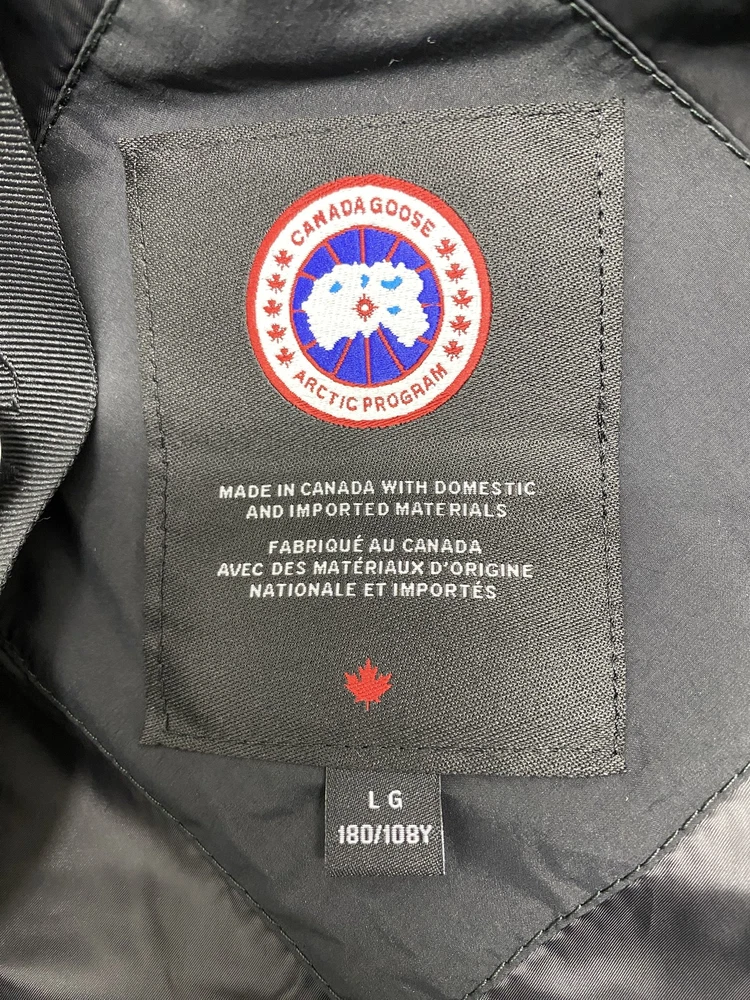 CANADA GOOSE
ARCTIC PROGRAM
MADE IN CANADA WITH DOMESTIC
AND IMPORTED MATERIALS
FABRIQUÉ AU CANADA
AVEC DES MATÉRIAUX D'ORIGINE
NATIONALE ET IMPORTÉS
LG
180/108Y